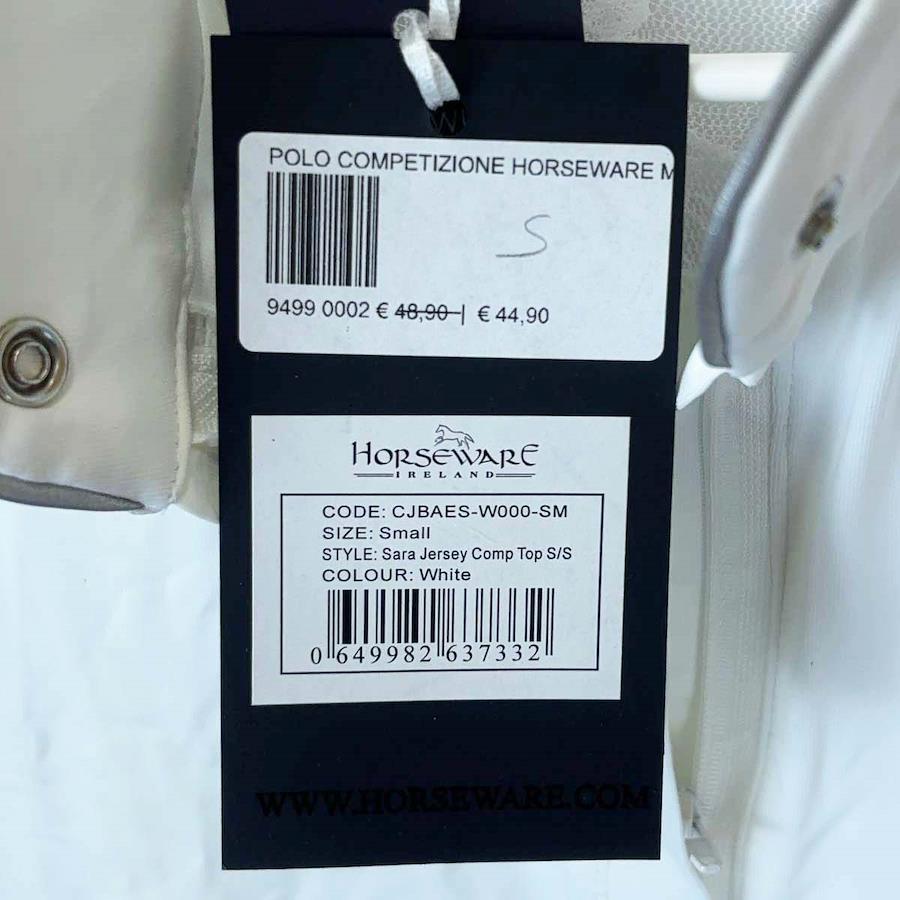 POLO COMPETIZIONE HORSEWARE M
S
9499 0002 € 48,90 | € 44,90
HORSEWARE
IRELAND
CODE: CJBAES-W000-SM
SIZE: Small
STYLE: Sara Jersey Comp Top S/S
COLOUR: White
0 649982 637332
WWW.HORSEWARE.COM